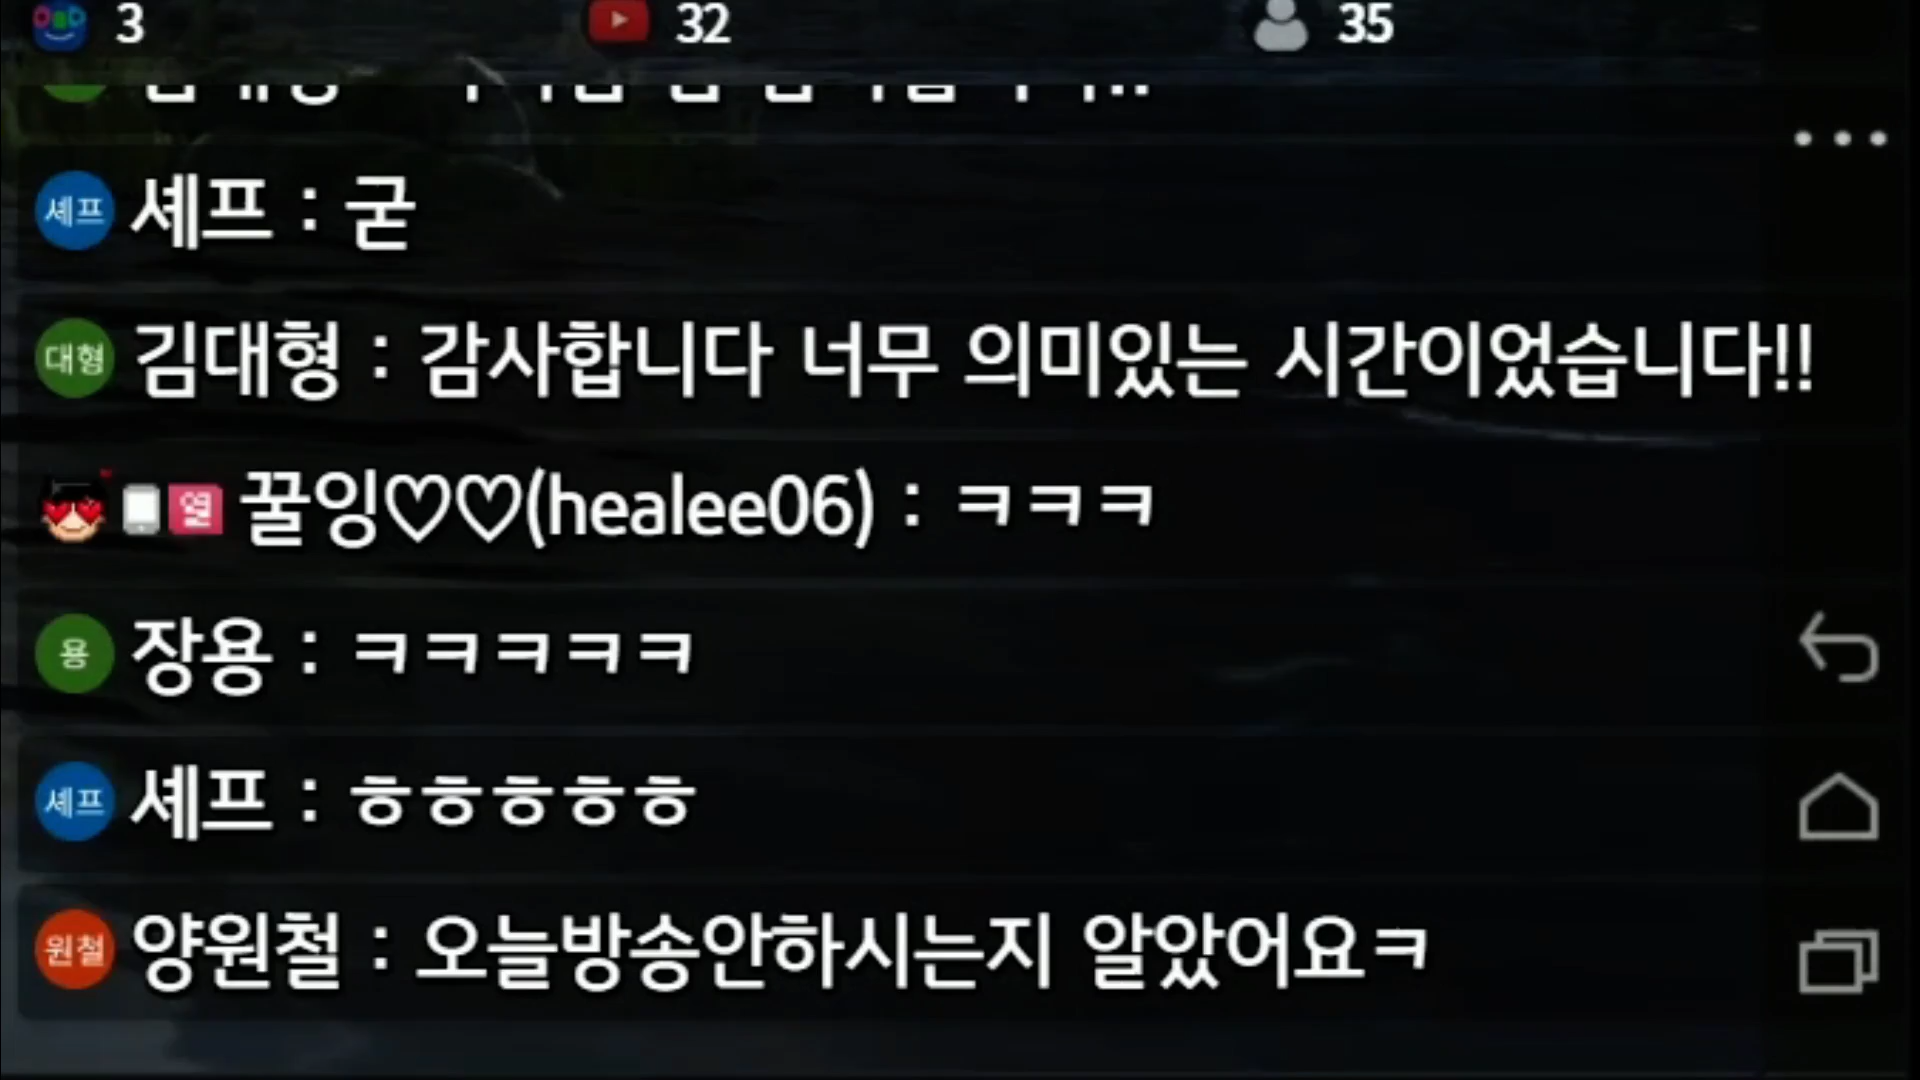 3 32 35
셰프 셰프 : 굳
대형 김대형 : 감사합니다 너무 의미있는 시간이었습니다!!
열 꿀잉♡♡(healee06) : ㅋㅋㅋ
용 장용 : ㅋㅋㅋㅋㅋ
셰프 셰프 : ㅎㅎㅎㅎㅎ
원철 양원철 : 오늘방송안하시는지 알았어요ㅋ